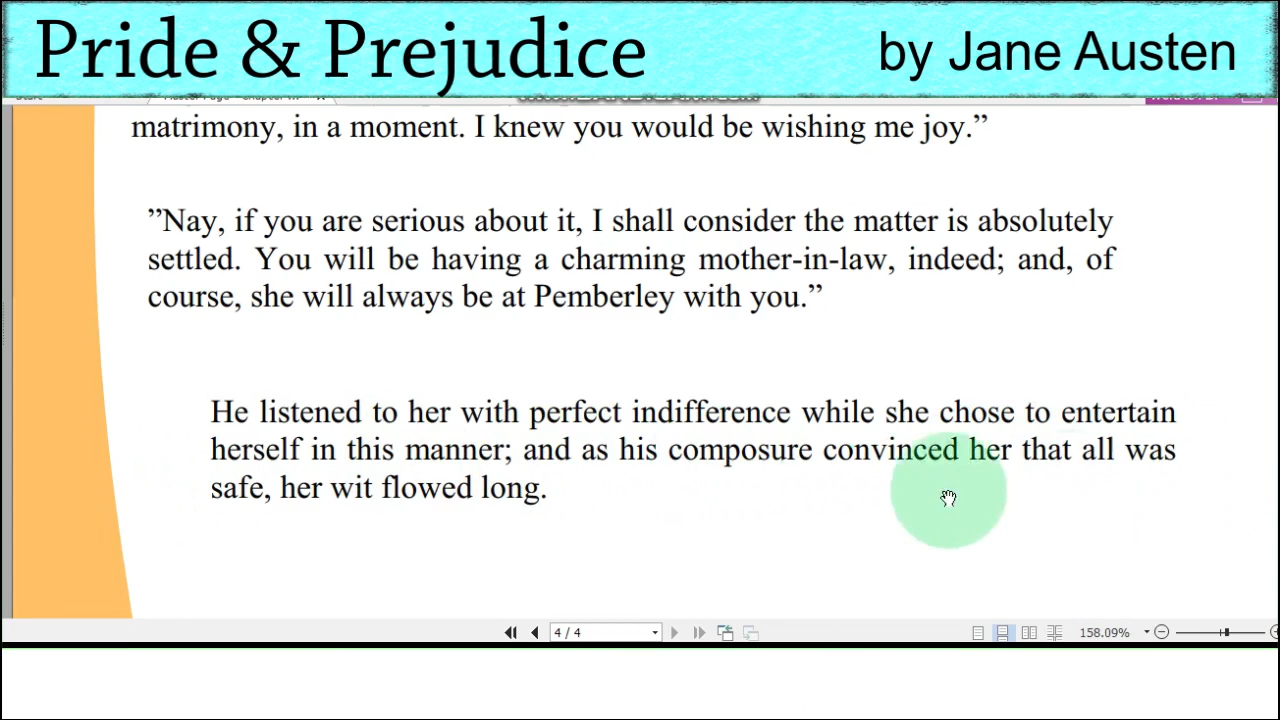 Pride & Prejudice
by Jane Austen
matrimony, in a moment. I knew you would be wishing me joy.”
”Nay, if you are serious about it, I shall consider the matter is absolutely
settled. You will be having a charming mother-in-law, indeed; and, of
course, she will always be at Pemberley with you.”
He listened to her with perfect indifference while she chose to entertain
herself in this manner; and as his composure convinced her that all was
safe, her wit flowed long.
4 / 4
158.09%